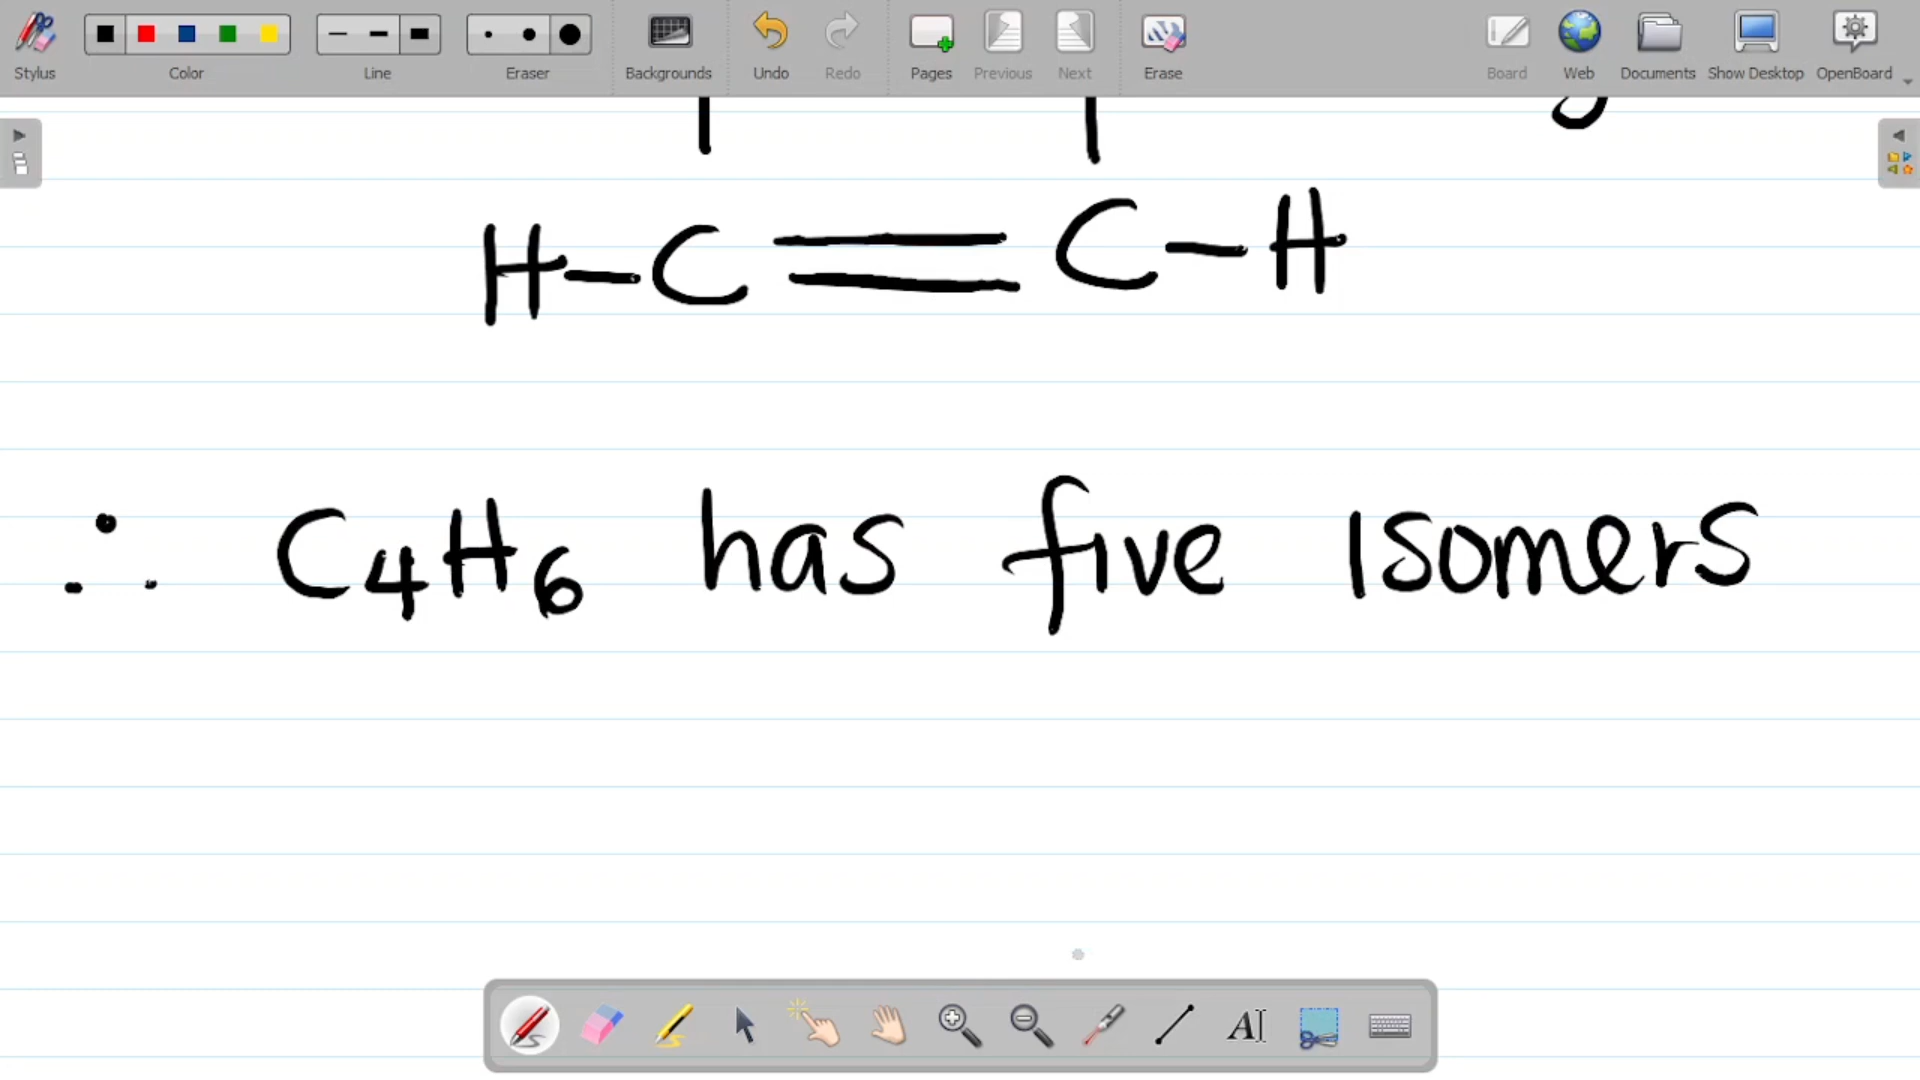 Stylus Color Line Eraser Backgrounds Undo Redo Pages Previous Next Erase Board Web Documents Show Desktop OpenBoard
H-C=C-H
∴ C4H6 has five isomers